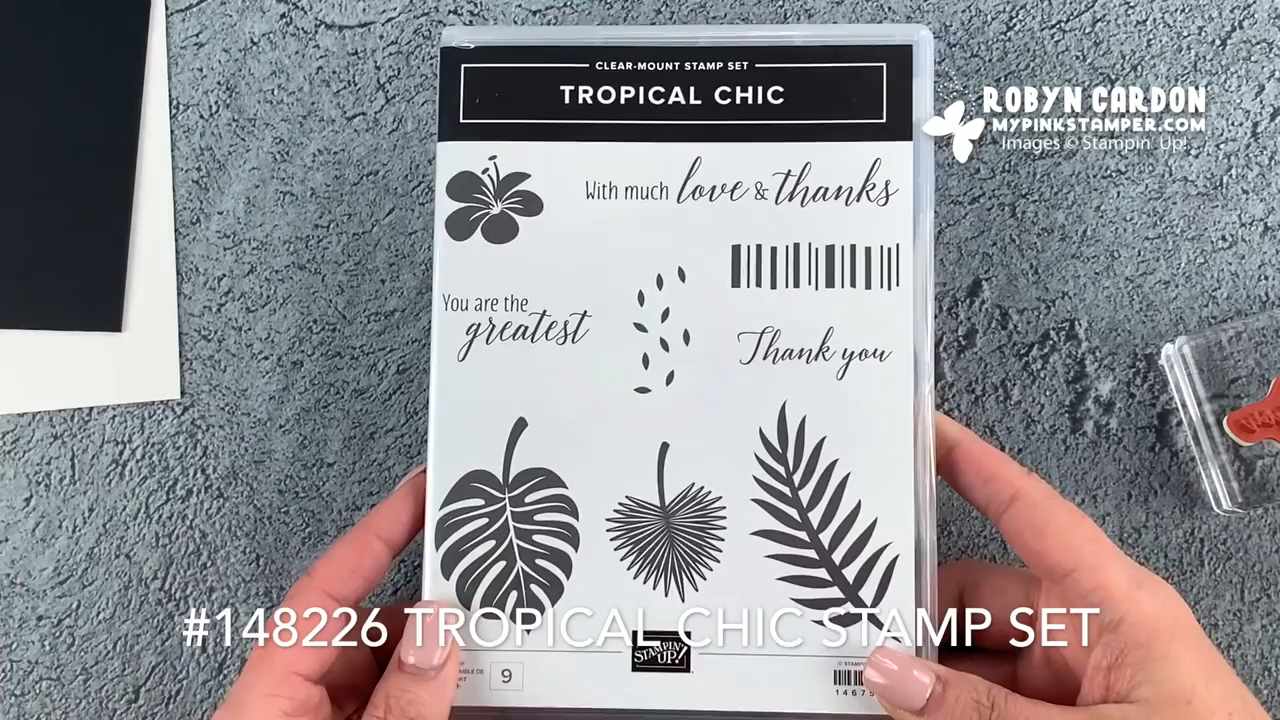 CLEAR-MOUNT STAMP SET
TROPICAL CHIC
ROBYN CARDON
MYPINKSTAMPER.COM
Images © Stampin' Up!
With much love & thanks
You are the
greatest
Thank you
#148226 TROPICAL CHIC STAMP SET
STAMPIN'
UP!
9
© STAMPIN